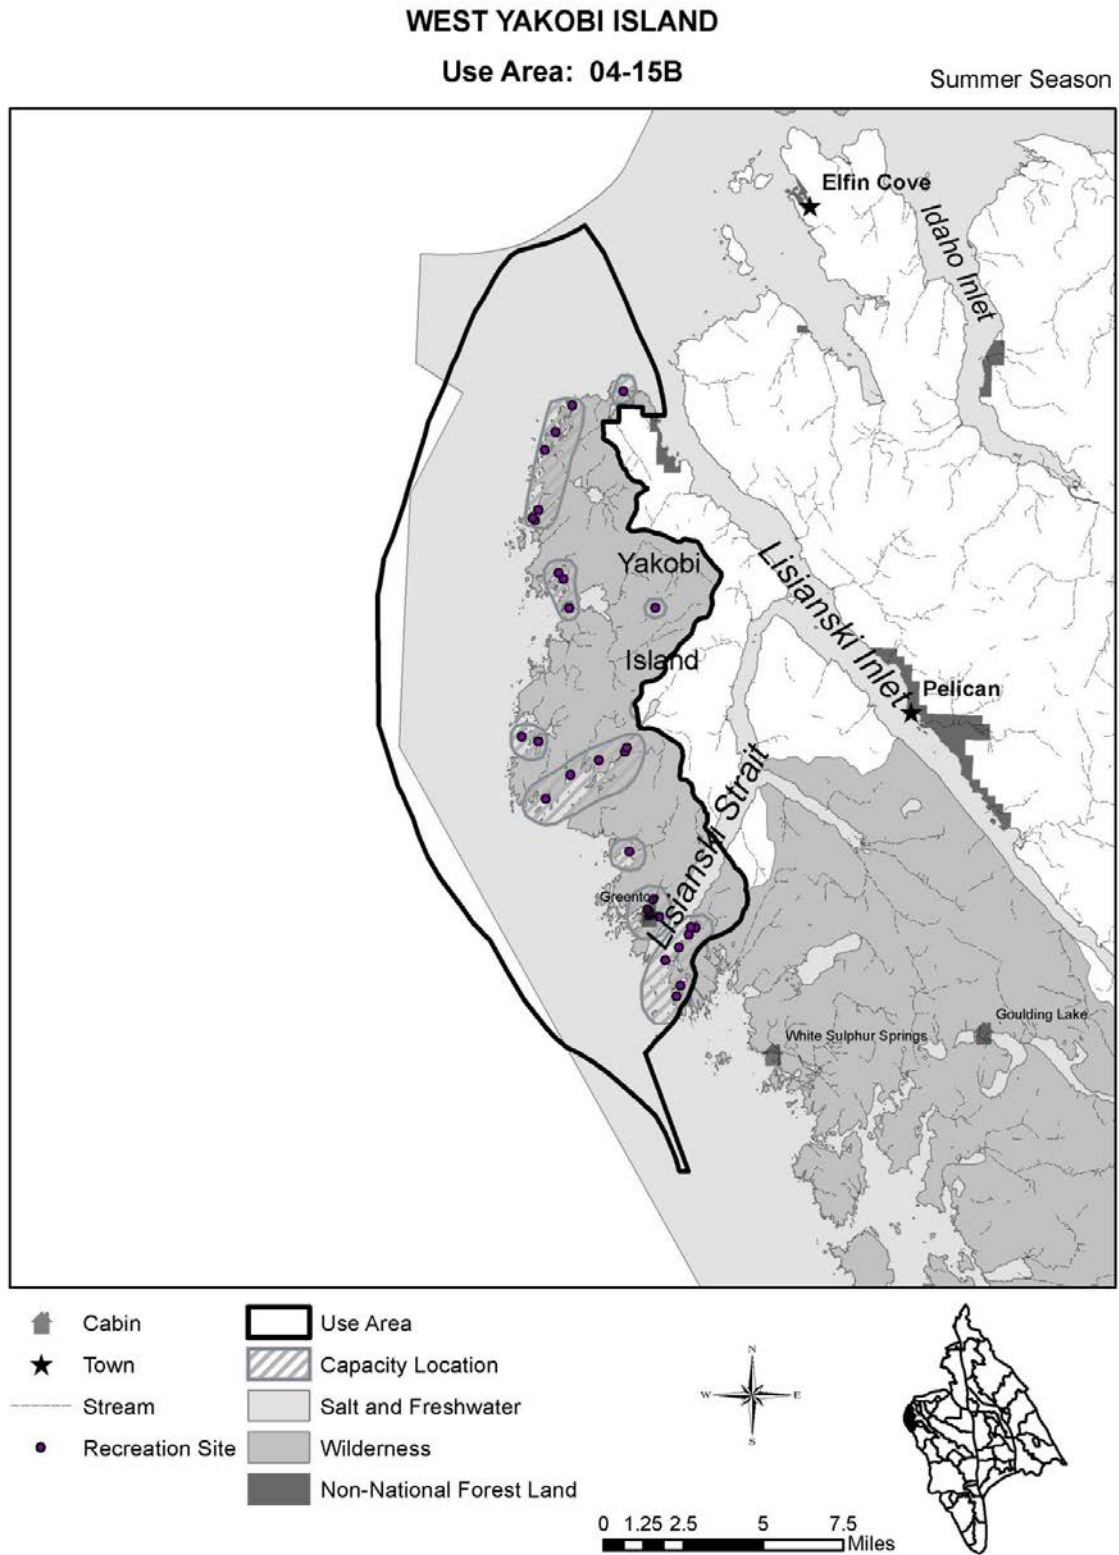 WEST YAKOBI ISLAND
Use Area: 04-15B
Summer Season
Elfin Cove
Idaho Inlet
Yakobi
Island
Lisianski Inlet
Pelican
Lisianski Strait
White Sulphur Springs
Goulding Lake
Cabin
Town
Stream
Recreation Site
Use Area
Capacity Location
Salt and Freshwater
Wilderness
Non-National Forest Land
N
W
E
S
0 1.25 2.5 5 7.5
Miles